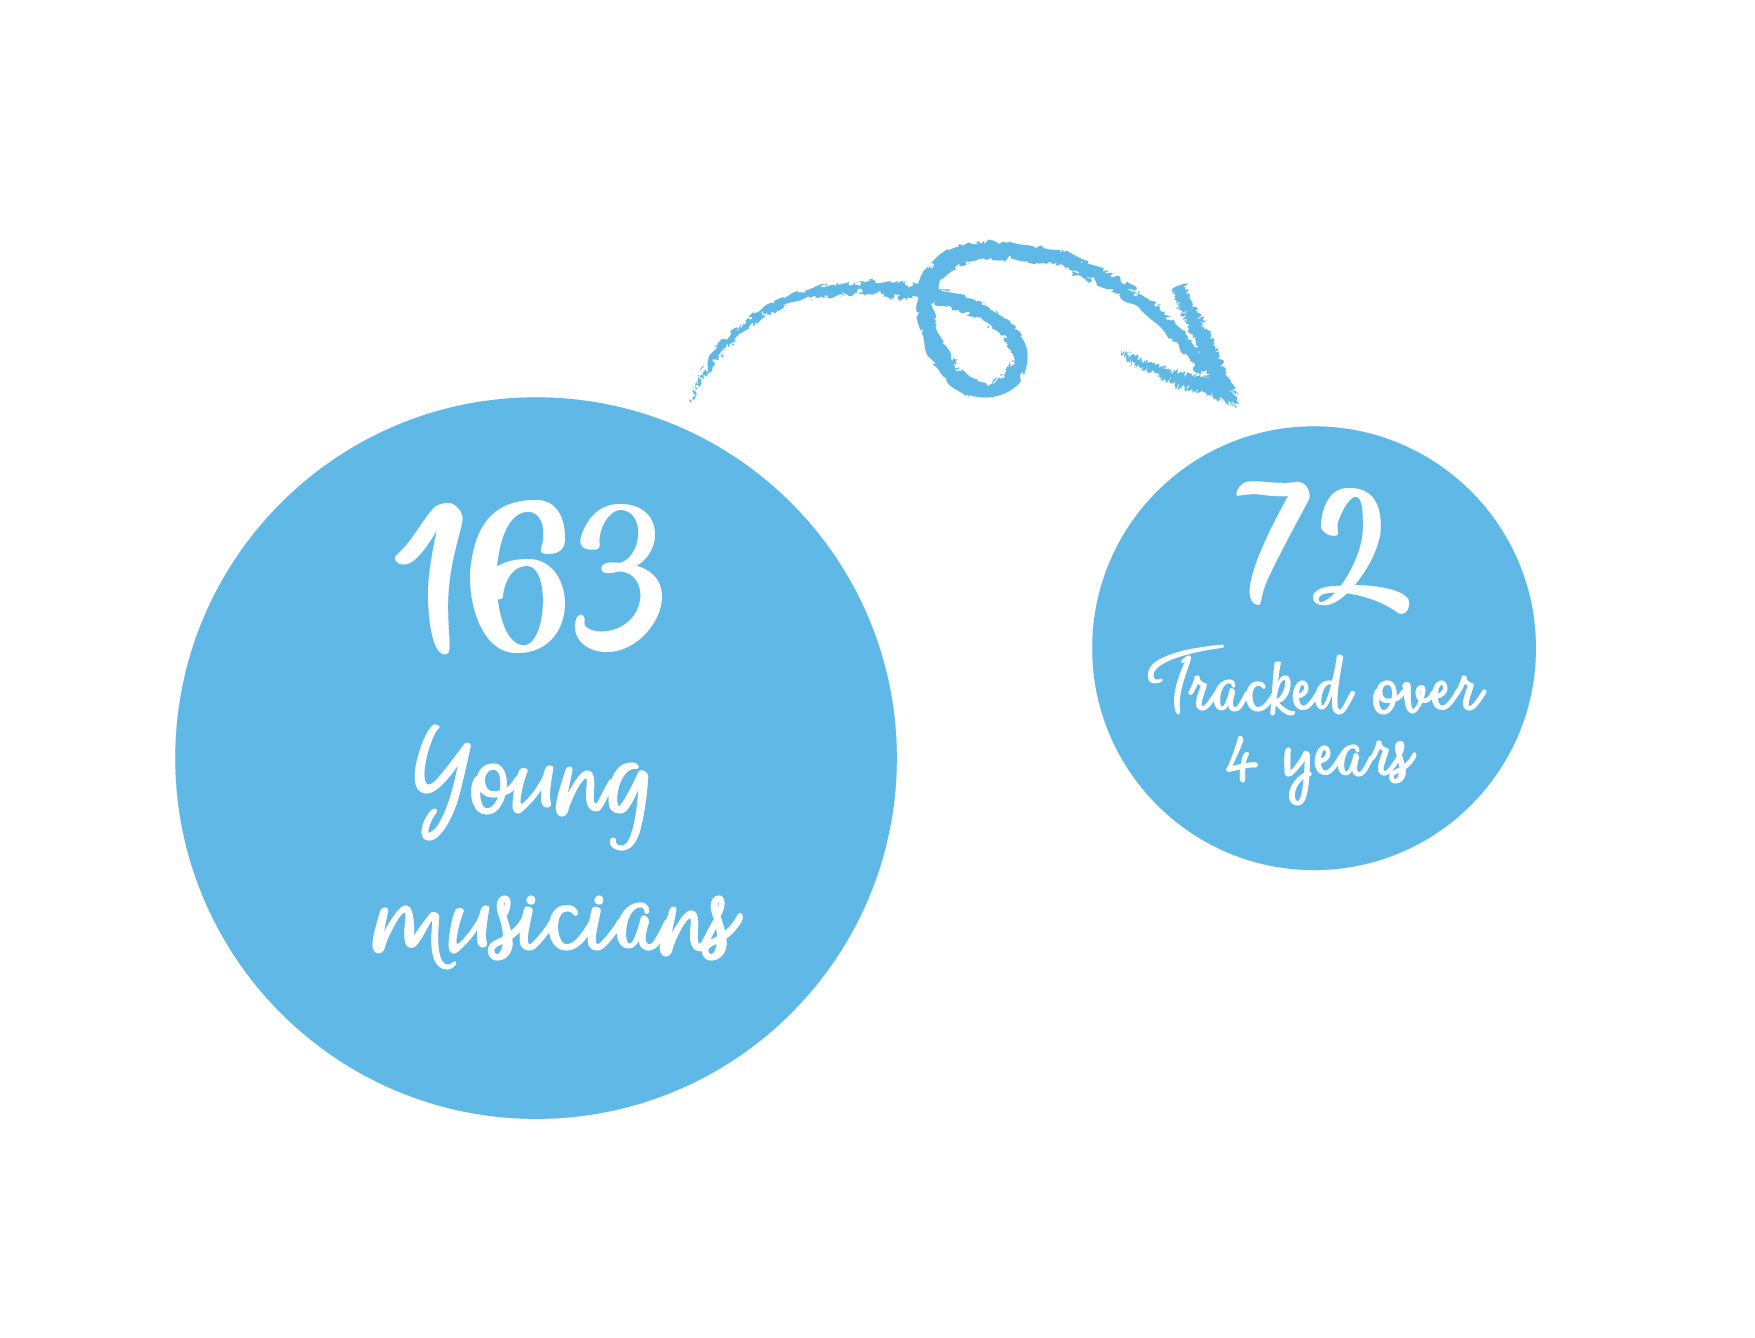 163
Young
musicians
72
Tracked over
4 years